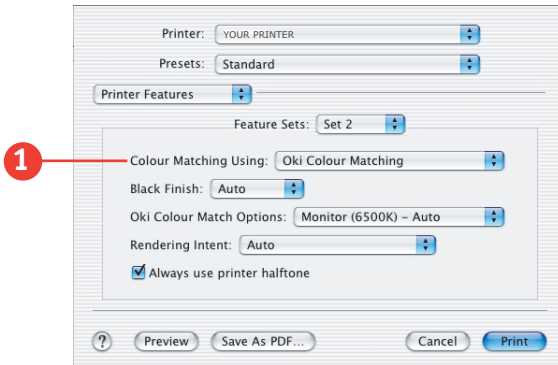 Printer: YOUR PRINTER
Presets: Standard
Printer Features
Feature Sets: Set 2
1 Colour Matching Using: Oki Colour Matching
Black Finish: Auto
Oki Colour Match Options: Monitor (6500K) – Auto
Rendering Intent: Auto
Always use printer halftone
? Preview Save As PDF... Cancel Print